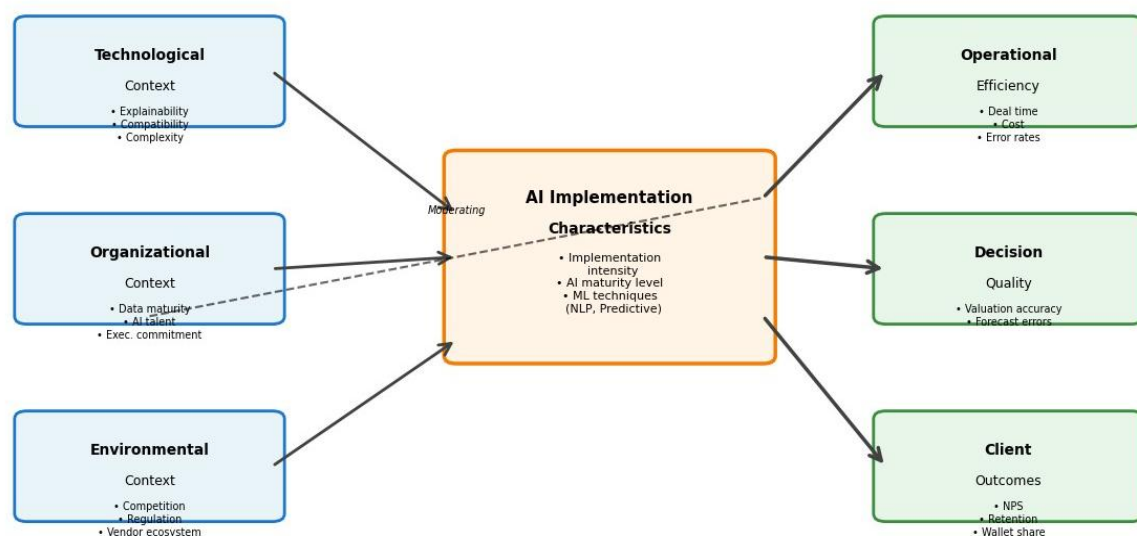 Technological
Context
• Explainability
• Compatibility
• Complexity
Organizational
Context
• Data maturity
• AI talent
• Exec. commitment
Environmental
Context
• Competition
• Regulation
• Vendor ecosystem
Moderating
AI Implementation
Characteristics
• Implementation
intensity
• AI maturity level
• ML techniques
(NLP, Predictive)
Operational
Efficiency
• Deal time
• Cost
• Error rates
Decision
Quality
• Valuation accuracy
• Forecast errors
Client
Outcomes
• NPS
• Retention
• Wallet share